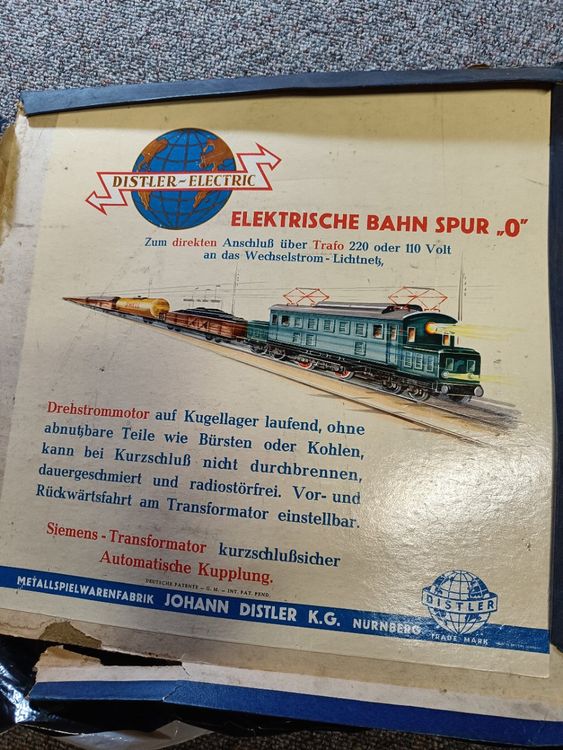 DISTLER-ELECTRIC
ELEKTRISCHE BAHN SPUR „0”
Zum direkten Anschluß über Trafo 220 oder 110 Volt
an das Wechselstrom-Lichtnetz,
Drehstrommotor auf Kugellager laufend, ohne
abnutzbare Teile wie Bürsten oder Kohlen,
kann bei Kurzschluß nicht durchbrennen,
dauergeschmiert und radiostörfrei. Vor- und
Rückwärtsfahrt am Transformator einstellbar.
Siemens-Transformator kurzschlußsicher
Automatische Kupplung.
DEUTSCHE PATENTE – G. M. – INT. PAT. PEND.
METALLSPIELWARENFABRIK JOHANN DISTLER K.G. NÜRNBERG
DISTLER
TRADE MARK